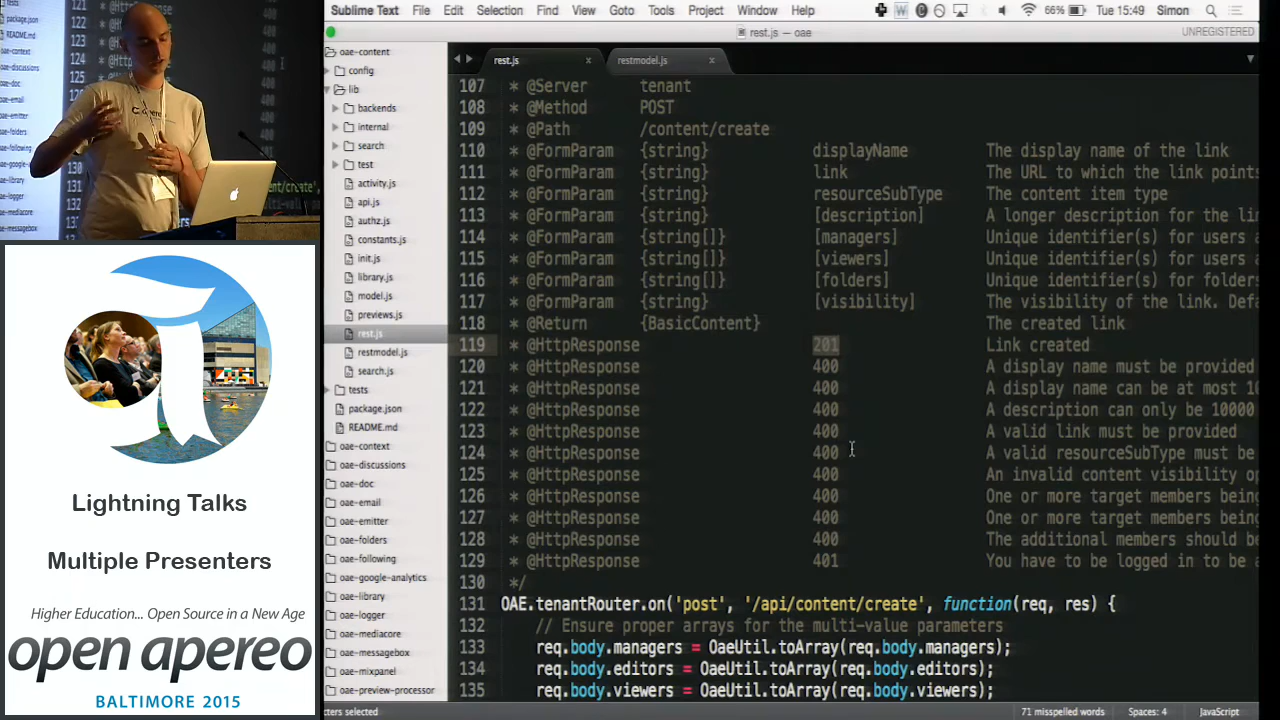 Sublime Text File Edit Selection Find View Goto Tools Project Window Help
66% Tue 15:49 Simon
rest.js — oae
UNREGISTERED
rest.js
restmodel.js
oae-content
config
lib
backends
internal
search
test
activity.js
api.js
authz.js
constants.js
init.js
library.js
model.js
previews.js
rest.js
restmodel.js
search.js
tests
package.json
README.md
oae-context
oae-discussions
oae-doc
oae-email
oae-emitter
oae-folders
oae-following
oae-google-analytics
oae-library
oae-logger
oae-mediacore
oae-messagebox
oae-mixpanel
oae-preview-processor
107 * @Server tenant
108 * @Method POST
109 * @Path /content/create
110 * @FormParam {string} displayName The display name of the link
111 * @FormParam {string} link The URL to which the link points
112 * @FormParam {string} resourceSubType The content item type
113 * @FormParam {string} [description] A longer description for the
114 * @FormParam {string[]} [managers] Unique identifier(s) for users
115 * @FormParam {string[]} [viewers] Unique identifier(s) for users
116 * @FormParam {string[]} [folders] Unique identifier(s) for folders
117 * @FormParam {string} [visibility] The visibility of the link.
118 * @Return {BasicContent} The created link
119 * @HttpResponse 201 Link created
120 * @HttpResponse 400 A display name must be provided
121 * @HttpResponse 400 A display name can be at most
122 * @HttpResponse 400 A description can only be 10000
123 * @HttpResponse 400 A valid link must be provided
124 * @HttpResponse 400 A valid resourceSubType must be
125 * @HttpResponse 400 An invalid content visibility
126 * @HttpResponse 400 One or more target members being
127 * @HttpResponse 400 One or more target members being
128 * @HttpResponse 400 The additional members should be
129 * @HttpResponse 401 You have to be logged in to be
130 */
131 OAE.tenantRouter.on('post', '/api/content/create', function(req, res) {
132 // Ensure proper arrays for the multi-value parameters
133 req.body.managers = OaeUtil.toArray(req.body.managers);
134 req.body.editors = OaeUtil.toArray(req.body.editors);
135 req.body.viewers = OaeUtil.toArray(req.body.viewers);
selected 71 misspelled words Spaces: 4 JavaScript
Lightning Talks
Multiple Presenters
Higher Education... Open Source in a New Age
open apereo
BALTIMORE 2015